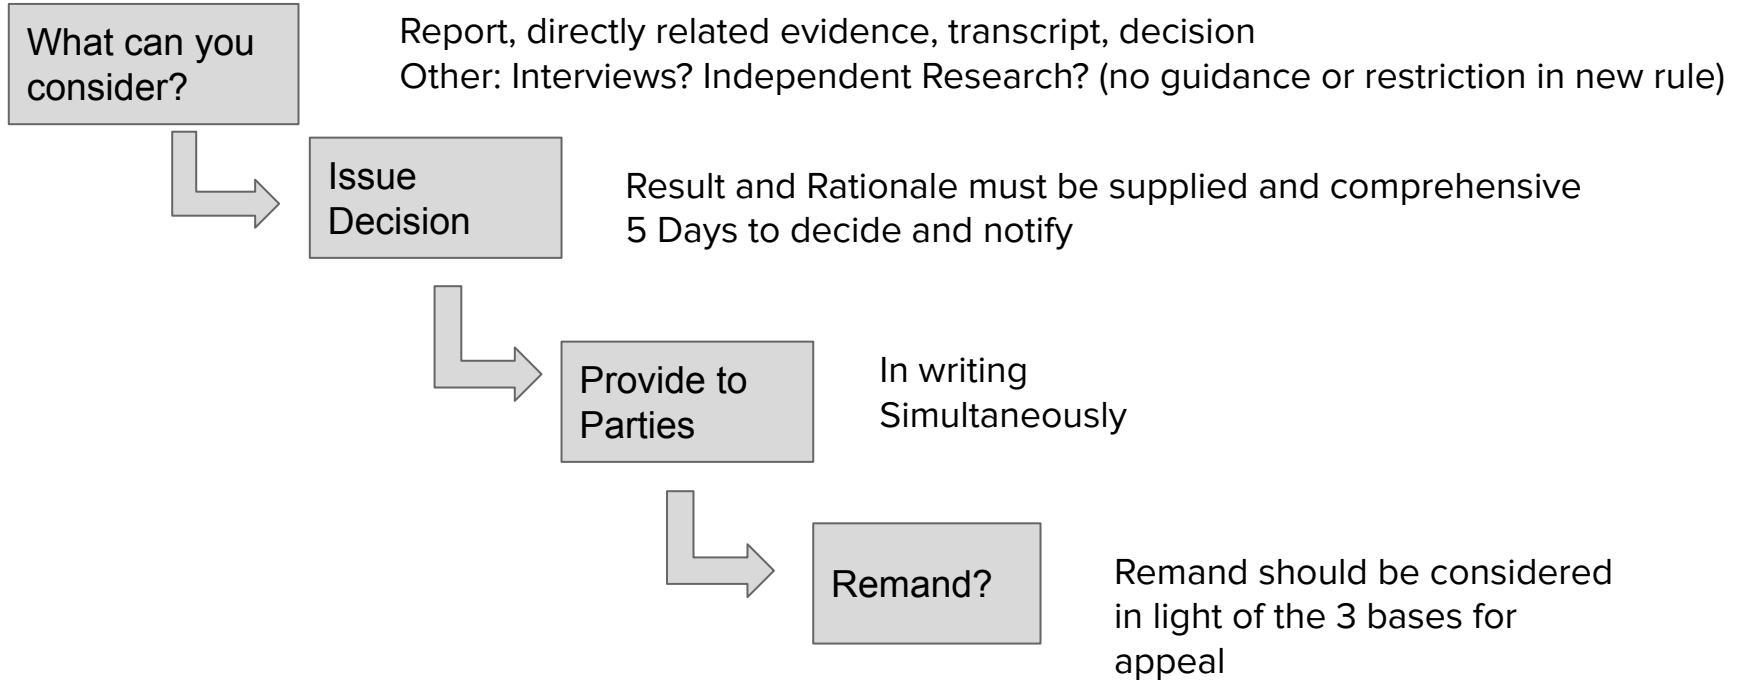 What can you
consider?
Report, directly related evidence, transcript, decision
Other: Interviews? Independent Research? (no guidance or restriction in new rule)
Issue
Decision
Result and Rationale must be supplied and comprehensive
5 Days to decide and notify
Provide to
Parties
In writing
Simultaneously
Remand?
Remand should be considered
in light of the 3 bases for
appeal